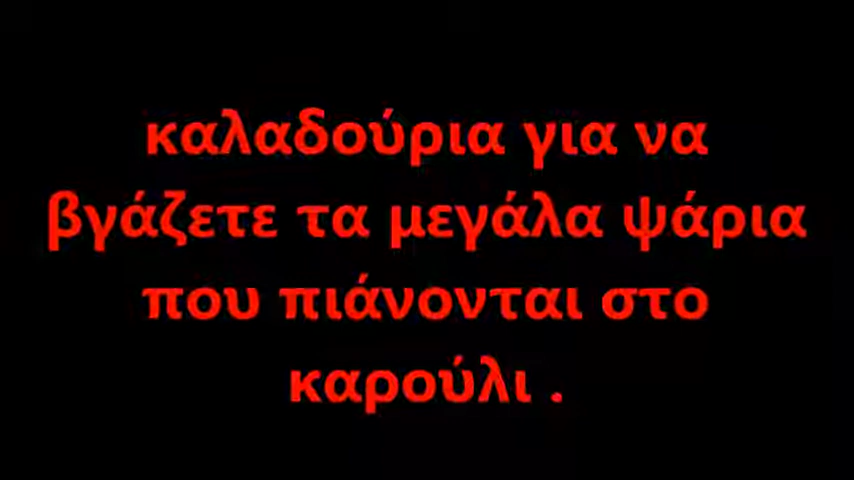 καλαδούρια για να
βγάζετε τα μεγάλα ψάρια
που πιάνονται στο
καρούλι .